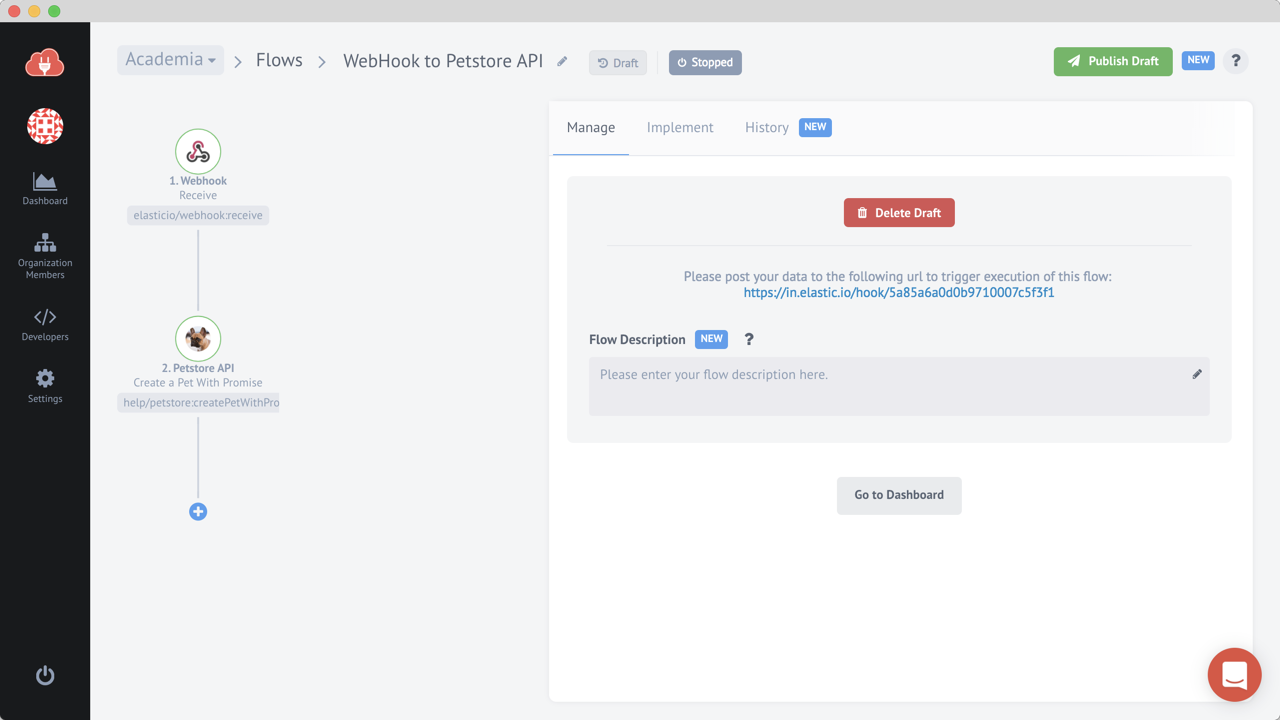 Academia
Flows
WebHook to Petstore API
Draft
Stopped
Publish Draft
NEW
?
Dashboard
Organization
Members
Developers
Settings
1. Webhook
Receive
elasticio/webhook:receive
2. Petstore API
Create a Pet With Promise
help/petstore:createPetWithPro
Manage
Implement
History NEW
Delete Draft
Please post your data to the following url to trigger execution of this flow:
https://in.elastic.io/hook/5a85a6a0d0b9710007c5f3f1
Flow Description NEW ?
Please enter your flow description here.
Go to Dashboard